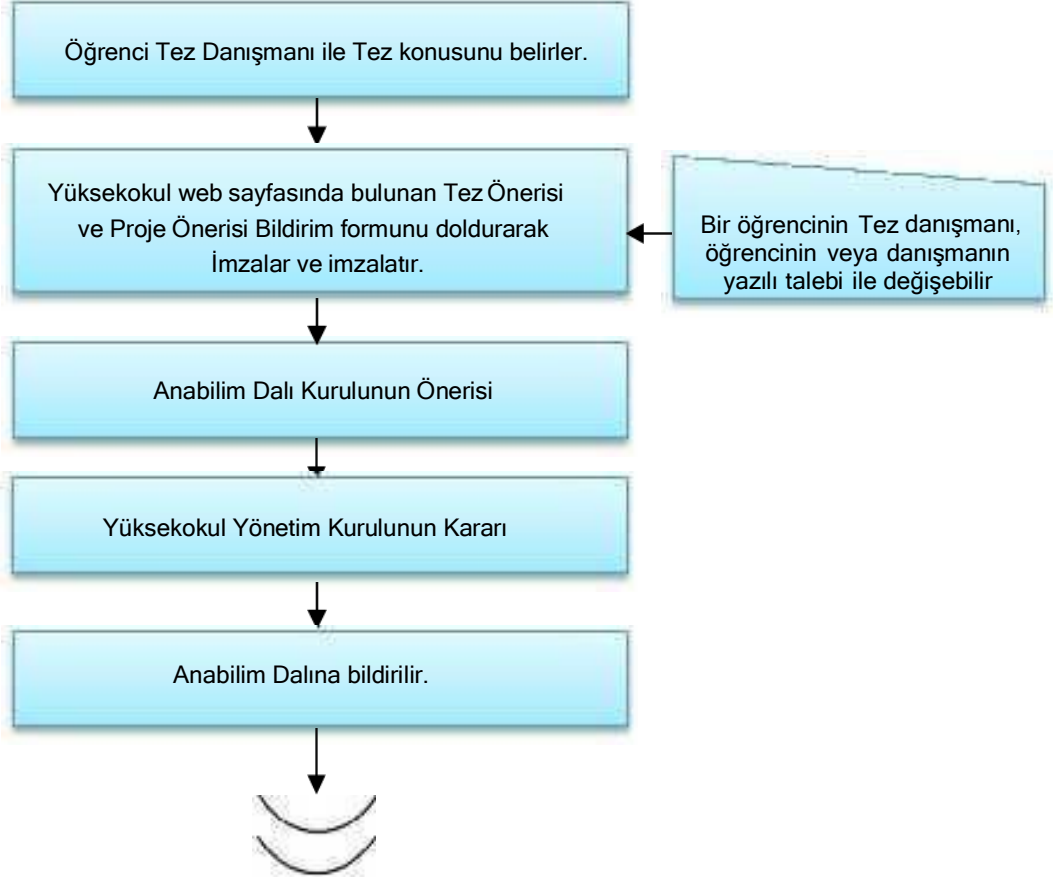 Öğrenci Tez Danışmanı ile Tez konusunu belirler.
Yüksekokul web sayfasında bulunan Tez Önerisi
ve Proje Önerisi Bildirim formunu doldurarak
İmzalar ve imzalatır.
Bir öğrencinin Tez danışmanı,
öğrencinin veya danışmanın
yazılı talebi ile değişebilir
Anabilim Dalı Kurulunun Önerisi
Yüksekokul Yönetim Kurulunun Kararı
Anabilim Dalına bildirilir.